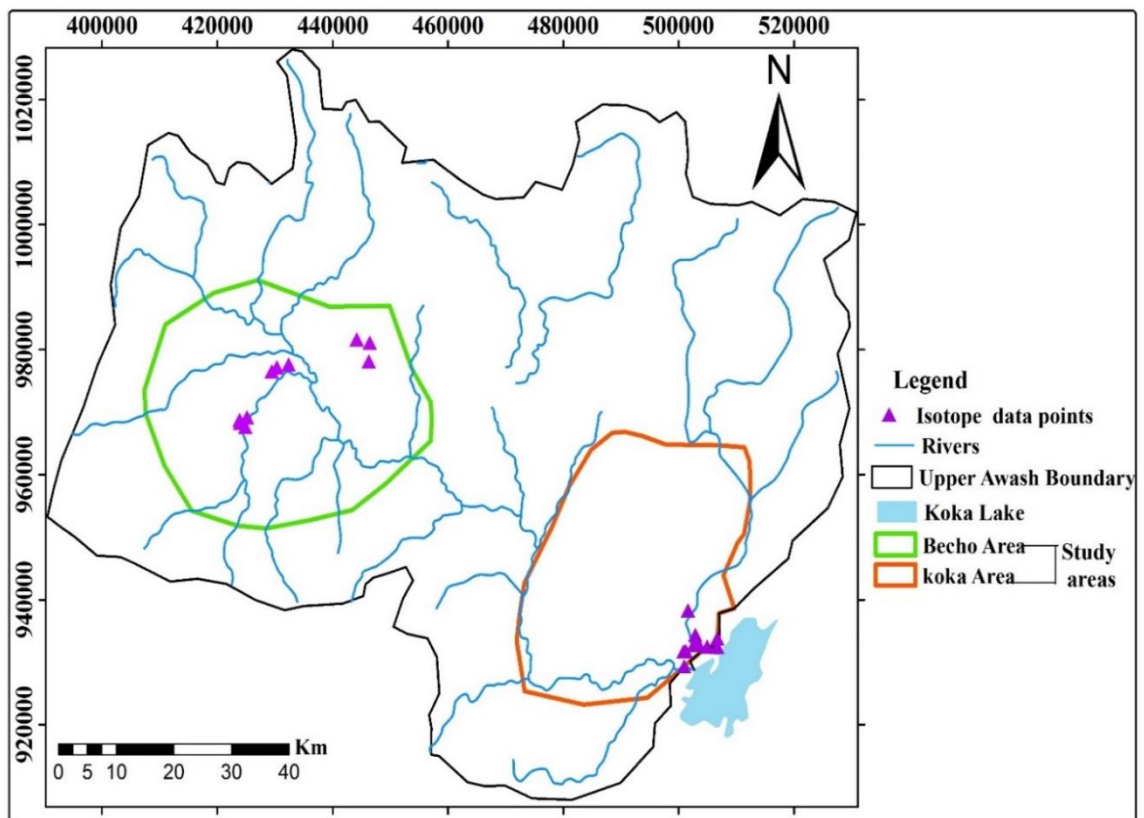 400000 420000 440000 460000 480000 500000 520000
1020000
1000000
980000
960000
940000
920000
N
Km
0 5 10 20 30 40
Legend
Isotope data points
Rivers
Upper Awash Boundary
Koka Lake
Becho Area
koka Area
Study
areas